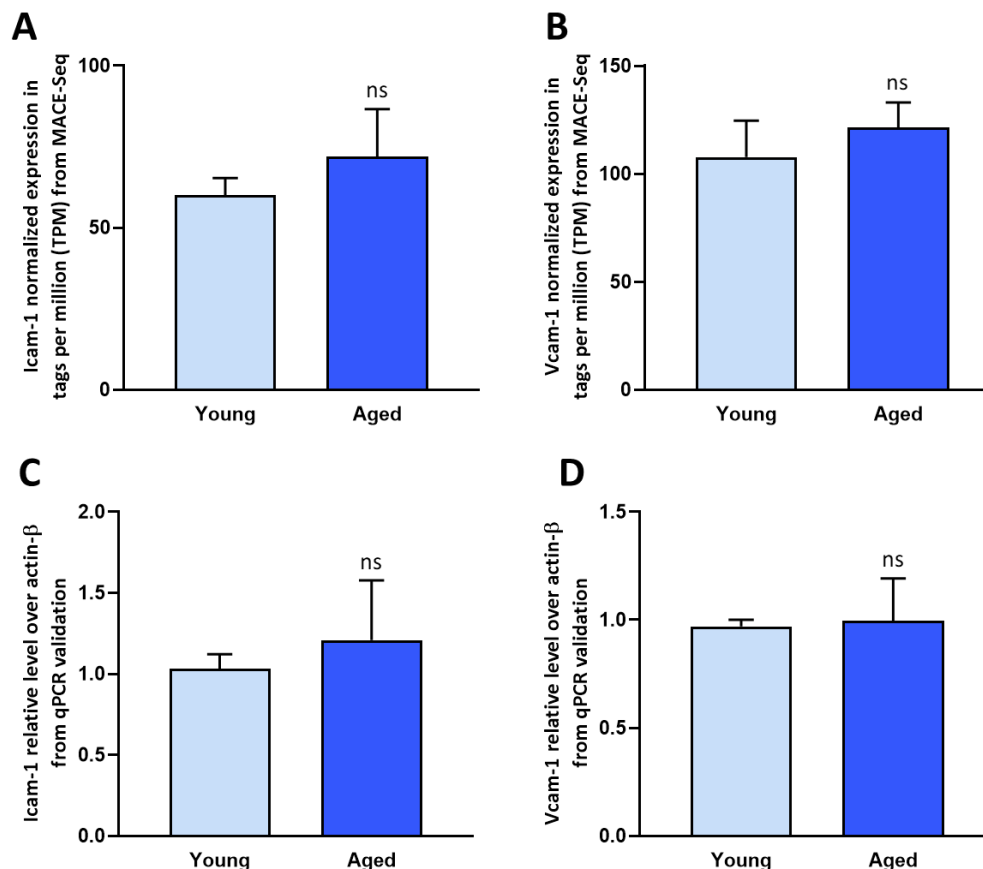 A
Icam-1 normalized expression in
tags per million (TPM) from MACE-Seq
100
50
0
ns
Young Aged
B
Vcam-1 normalized expression in
tags per million (TPM) from MACE-Seq
150
100
50
0
ns
Young Aged
C
Icam-1 relative level over actin-β
from qPCR validation
2.0
1.5
1.0
0.5
0.0
ns
Young Aged
D
Vcam-1 relative level over actin-β
from qPCR validation
1.5
1.0
0.5
0.0
ns
Young Aged